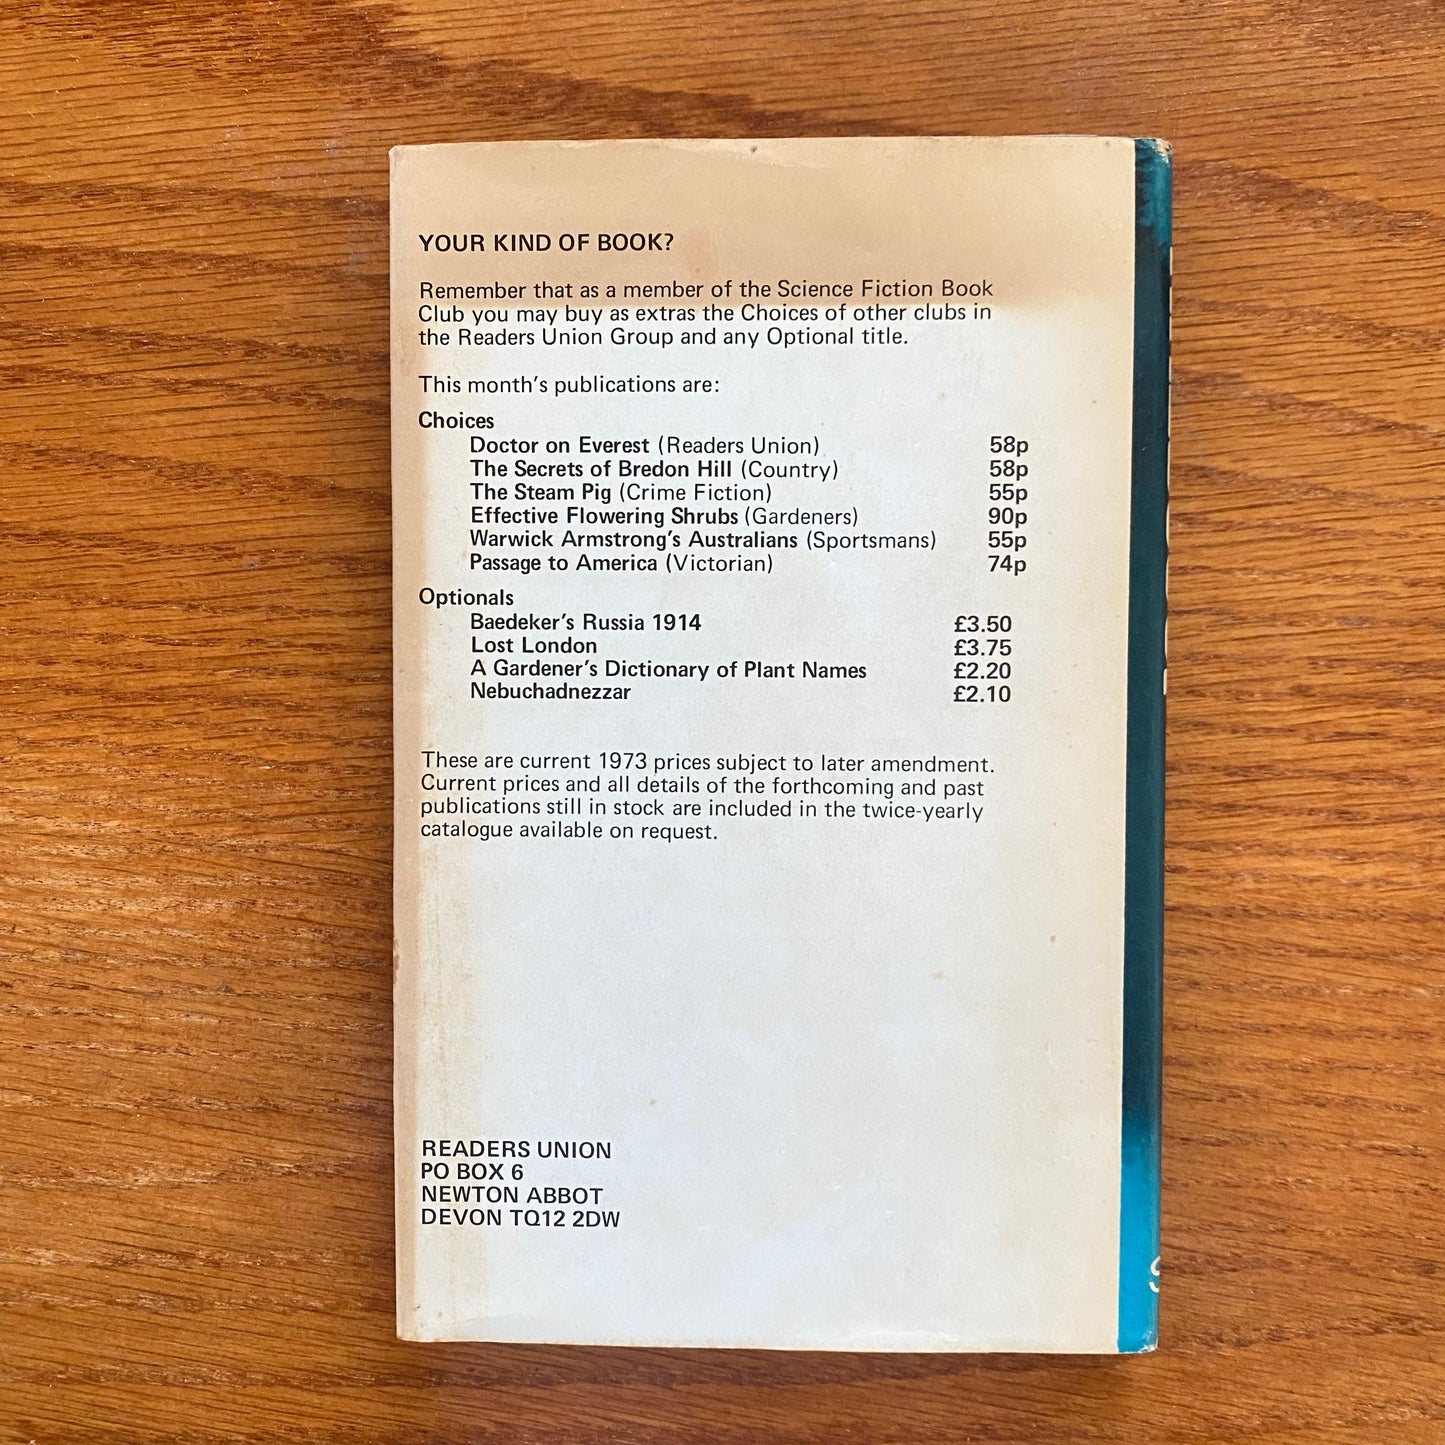 YOUR KIND OF BOOK?
Remember that as a member of the Science Fiction Book
Club you may buy as extras the Choices of other clubs in
the Readers Union Group and any Optional title.
This month's publications are:
Choices
Doctor on Everest (Readers Union) 58p
The Secrets of Bredon Hill (Country) 58p
The Steam Pig (Crime Fiction) 55p
Effective Flowering Shrubs (Gardeners) 90p
Warwick Armstrong's Australians (Sportsmans) 55p
Passage to America (Victorian) 74p
Optionals
Baedeker's Russia 1914 £3.50
Lost London £3.75
A Gardener's Dictionary of Plant Names £2.20
Nebuchadnezzar £2.10
These are current 1973 prices subject to later amendment.
Current prices and all details of the forthcoming and past
publications still in stock are included in the twice-yearly
catalogue available on request.
READERS UNION
PO BOX 6
NEWTON ABBOT
DEVON TQ12 2DW